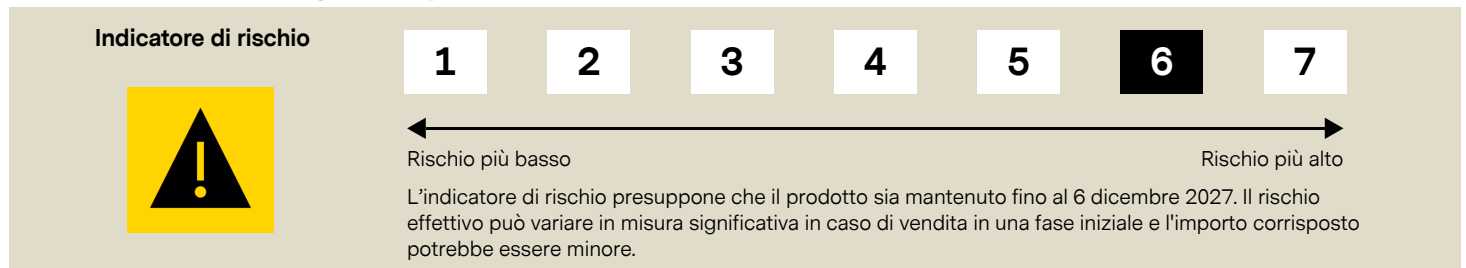 Indicatore di rischio
1 2 3 4 5 6 7
Rischio più basso Rischio più alto
L'indicatore di rischio presuppone che il prodotto sia mantenuto fino al 6 dicembre 2027. Il rischio
effettivo può variare in misura significativa in caso di vendita in una fase iniziale e l'importo corrisposto
potrebbe essere minore.